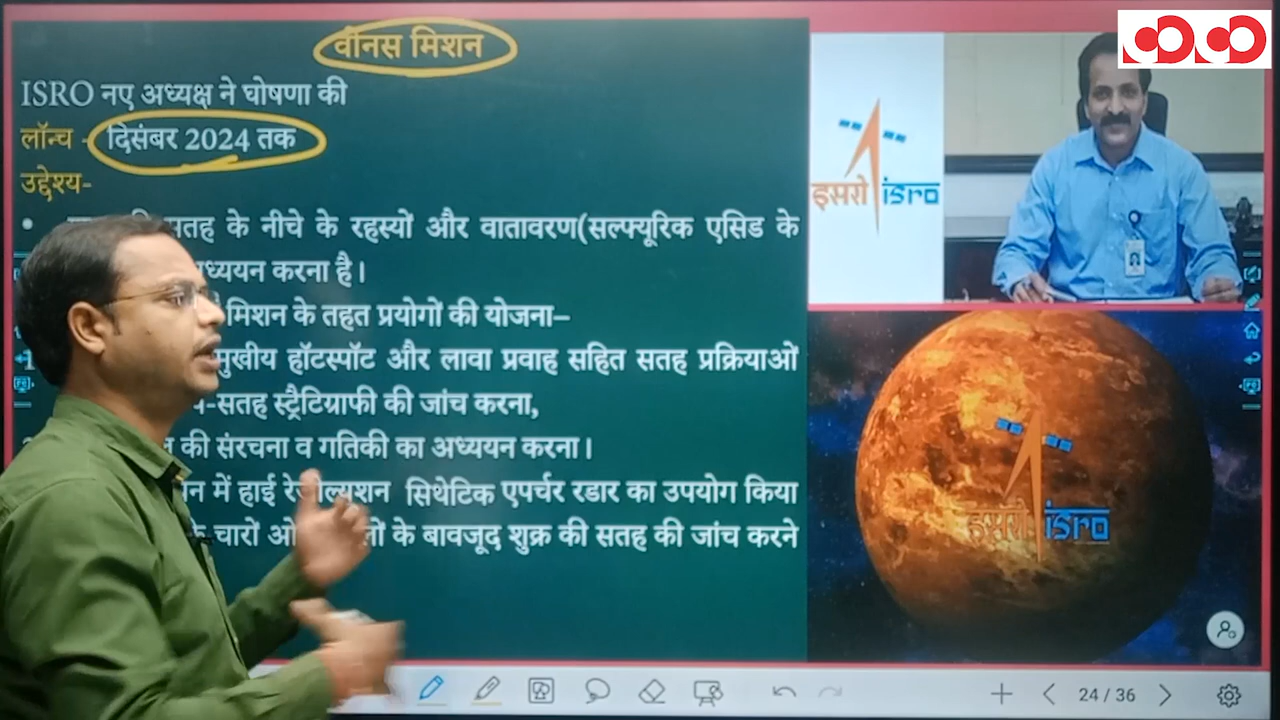 वीनस मिशन
ISRO नए अध्यक्ष ने घोषणा की
लॉन्च - दिसंबर 2024 तक
उद्देश्य-
सतह के नीचे के रहस्यों और वातावरण(सल्फ्यूरिक एसिड के
ध्ययन करना है।
मिशन के तहत प्रयोगों की योजना–
मुखीय हॉटस्पॉट और लावा प्रवाह सहित सतह प्रक्रियाओं
-सतह स्ट्रैटिग्राफी की जांच करना,
की संरचना व गतिकी का अध्ययन करना।
में हाई रेजोल्यूशन सिंथेटिक एपर्चर रडार का उपयोग किया
चारों के बावजूद शुक्र की सतह की जांच करने
इसरो isro
इसरो isro
24 / 36